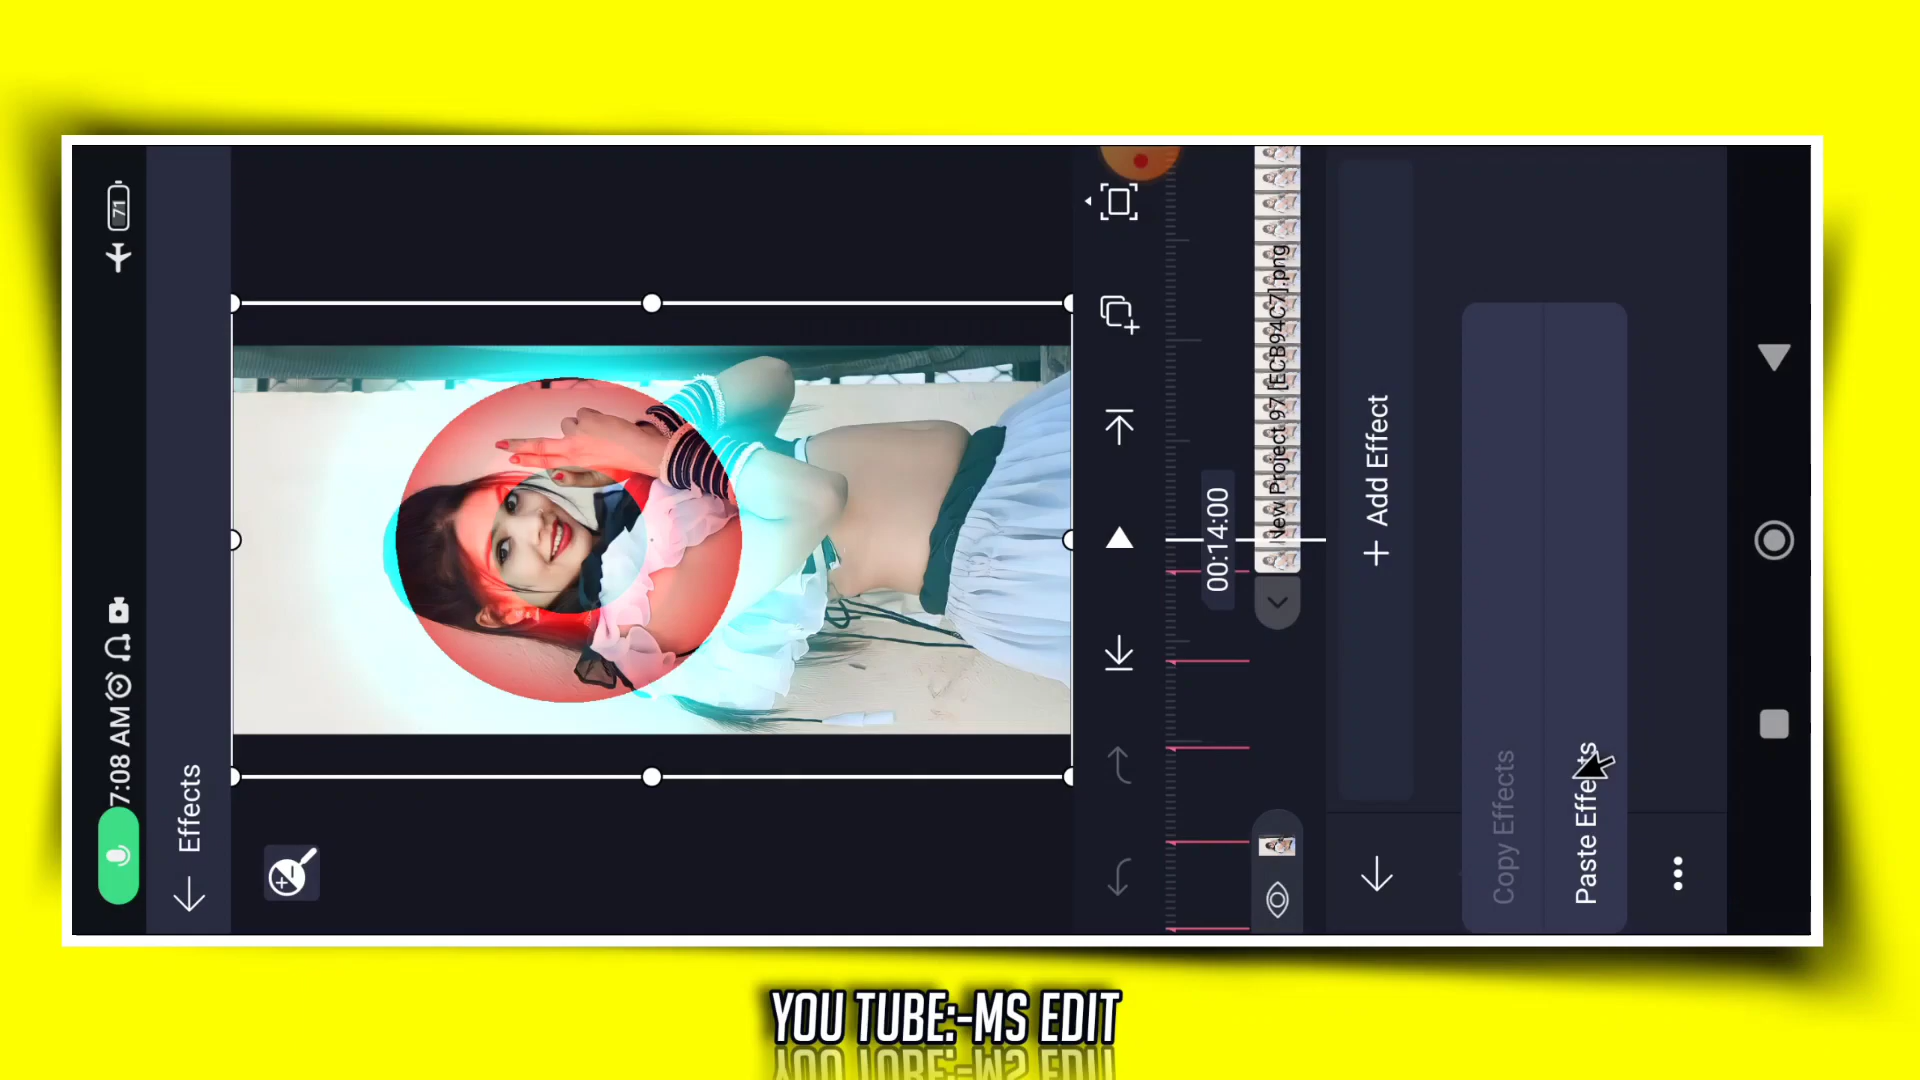 71
7:08 AM
Effects
00:14:00
New Project 97 [ECB94C7].png
+ Add Effect
Copy Effects
Paste Effects
YOU TUBE:-MS EDIT